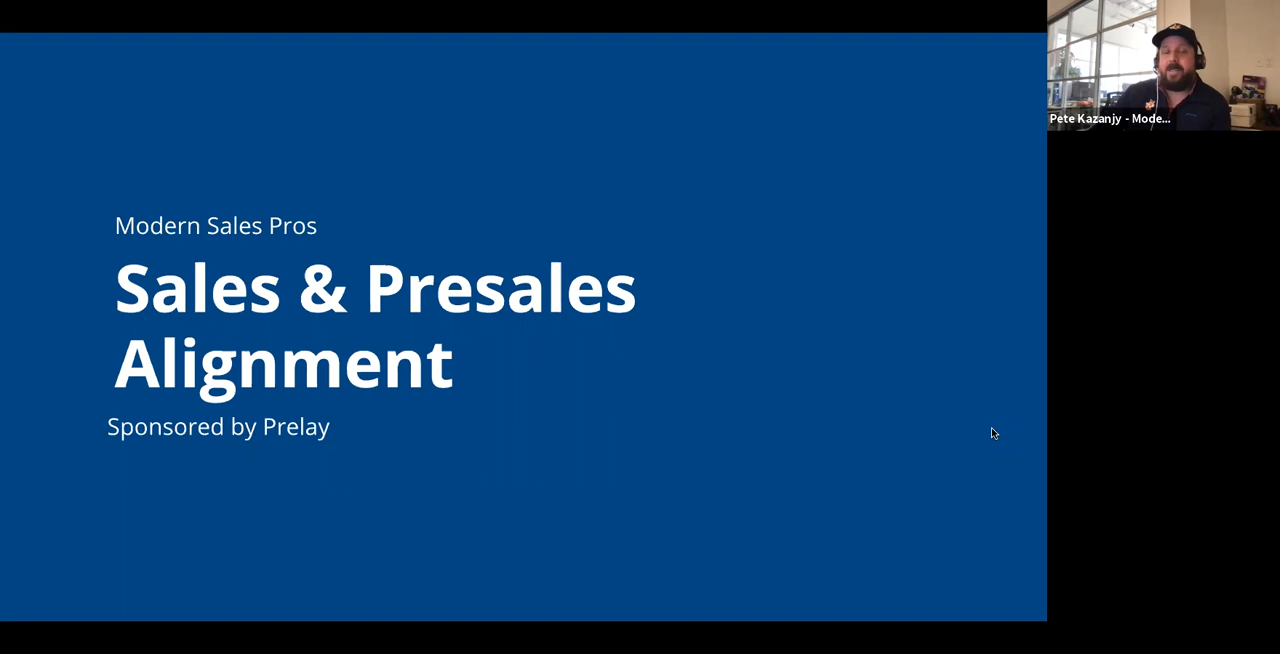 Modern Sales Pros
Sales & Presales
Alignment
Sponsored by Prelay
Pete Kazanjy - Mode...